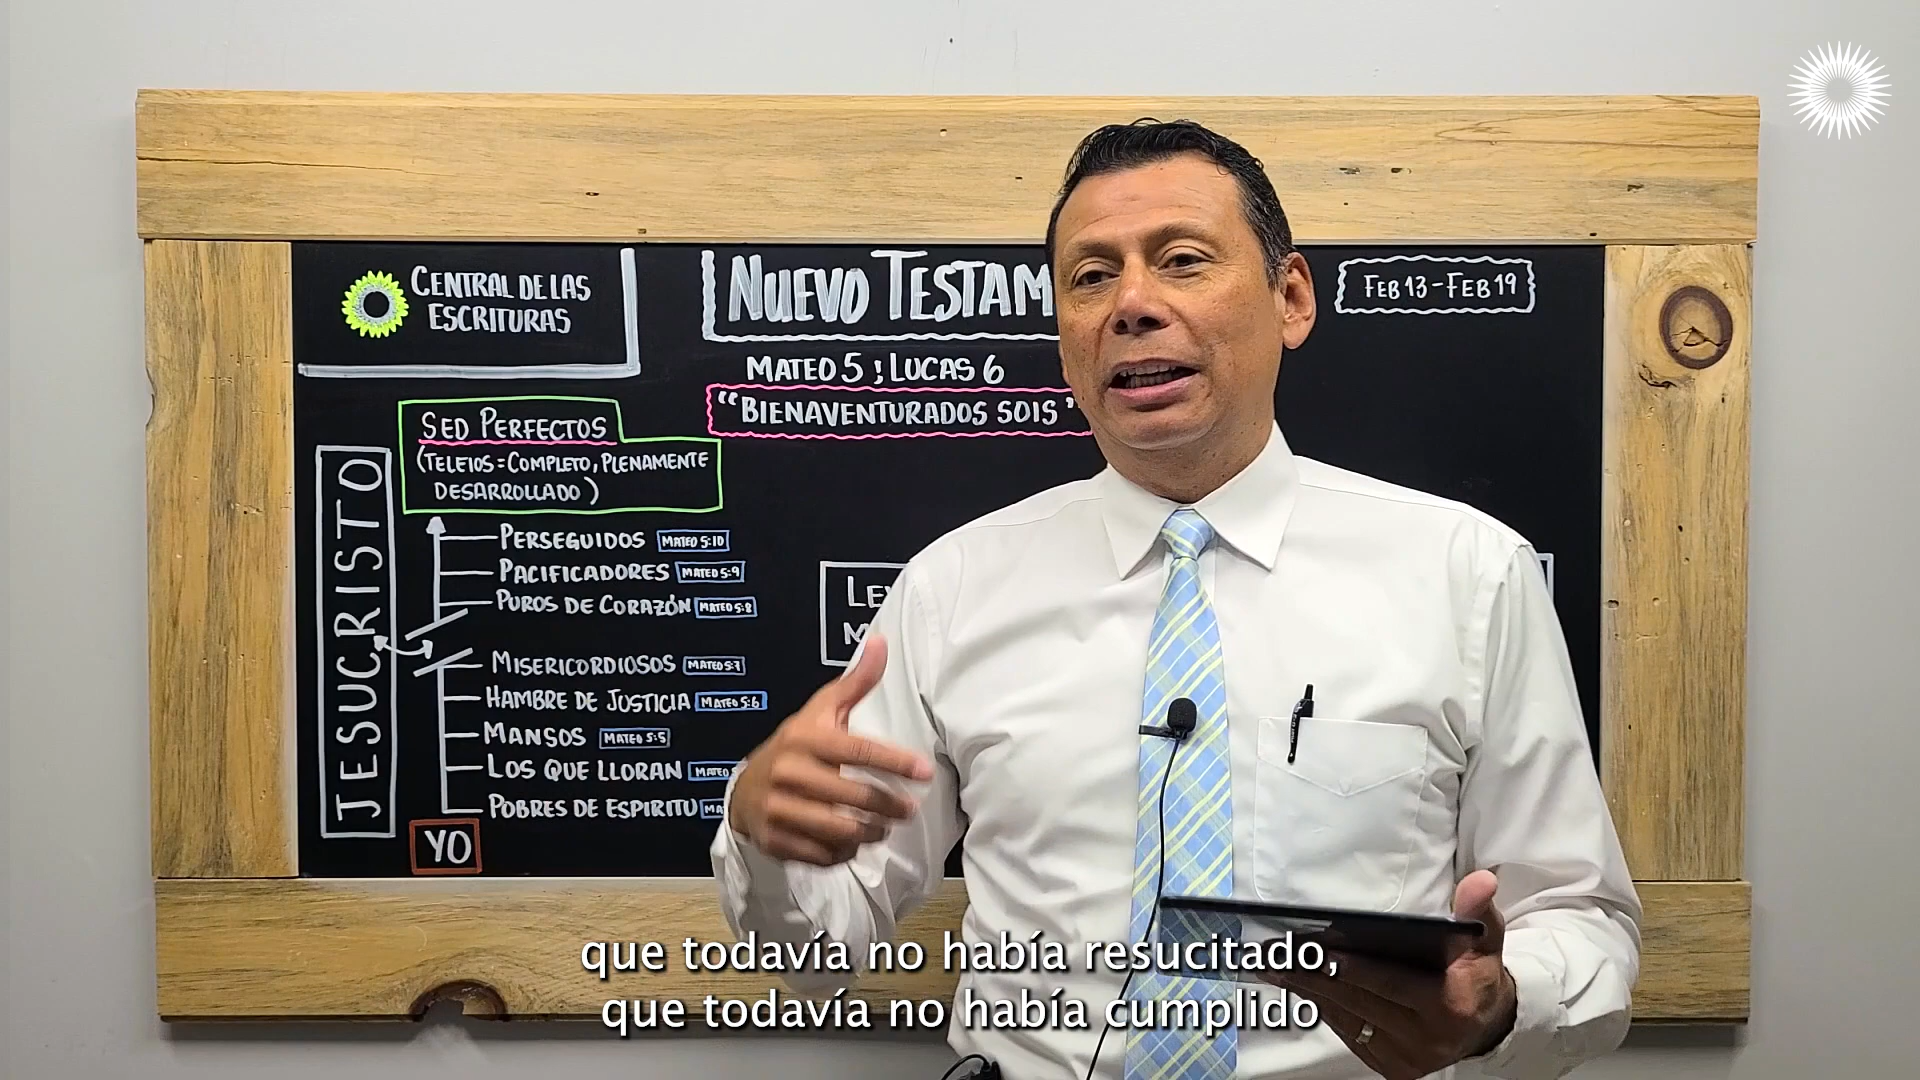 CENTRAL DE LAS
ESCRITURAS
NUEVO TESTAM
FEB 13 - FEB 19
MATEO 5 ; LUCAS 6
"BIENAVENTURADOS SOIS"
SED PERFECTOS
(TELEIOS = COMPLETO, PLENAMENTE
DESARROLLADO)
JESUCRISTO
PERSEGUIDOS MATEO 5:10
PACIFICADORES MATEO 5:9
PUROS DE CORAZÓN MATEO 5:8
MISERICORDIOSOS MATEO 5:7
HAMBRE DE JUSTICIA MATEO 5:6
MANSOS MATEO 5:5
LOS QUE LLORAN MATEO
POBRES DE ESPIRITU MA
YO
LEY
M
que todavía no había resucitado,
que todavía no había cumplido